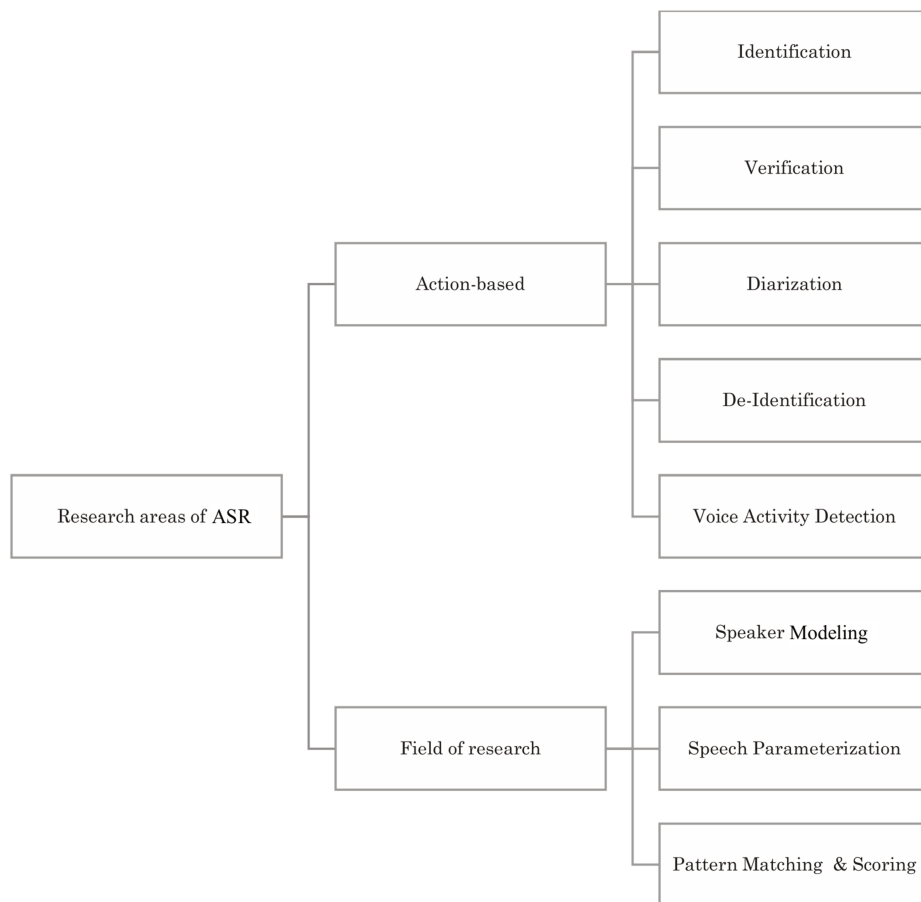 Identification
Verification
Action-based
Diarization
De-Identification
Research areas of ASR
Voice Activity Detection
Speaker Modeling
Field of research
Speech Parameterization
Pattern Matching & Scoring